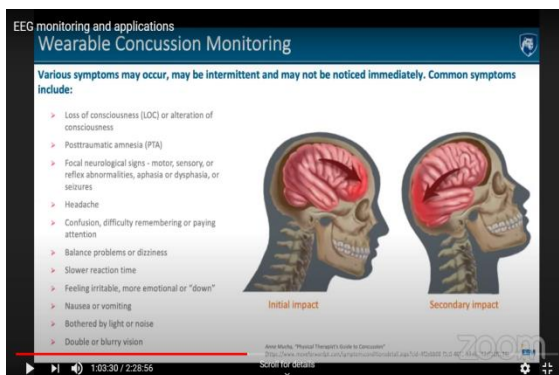 EEG monitoring and applications
Wearable Concussion Monitoring
Various symptoms may occur, may be intermittent and may not be noticed immediately. Common symptoms
include:
Loss of consciousness (LOC) or alteration of
consciousness
Posttraumatic amnesia (PTA)
Focal neurological signs - motor, sensory, or
reflex abnormalities, aphasia or dysphasia, or
seizures
Headache
Confusion, difficulty remembering or paying
attention
Balance problems or dizziness
Slower reaction time
Feeling irritable, more emotional or "down"
Nausea or vomiting
Bothered by light or noise
Double or blurry vision
Initial impact
Secondary impact
Anne Mucha, "Physical Therapist's Guide to Concussion"
zoom
1:03:30 / 2:28:56
Scroll for details